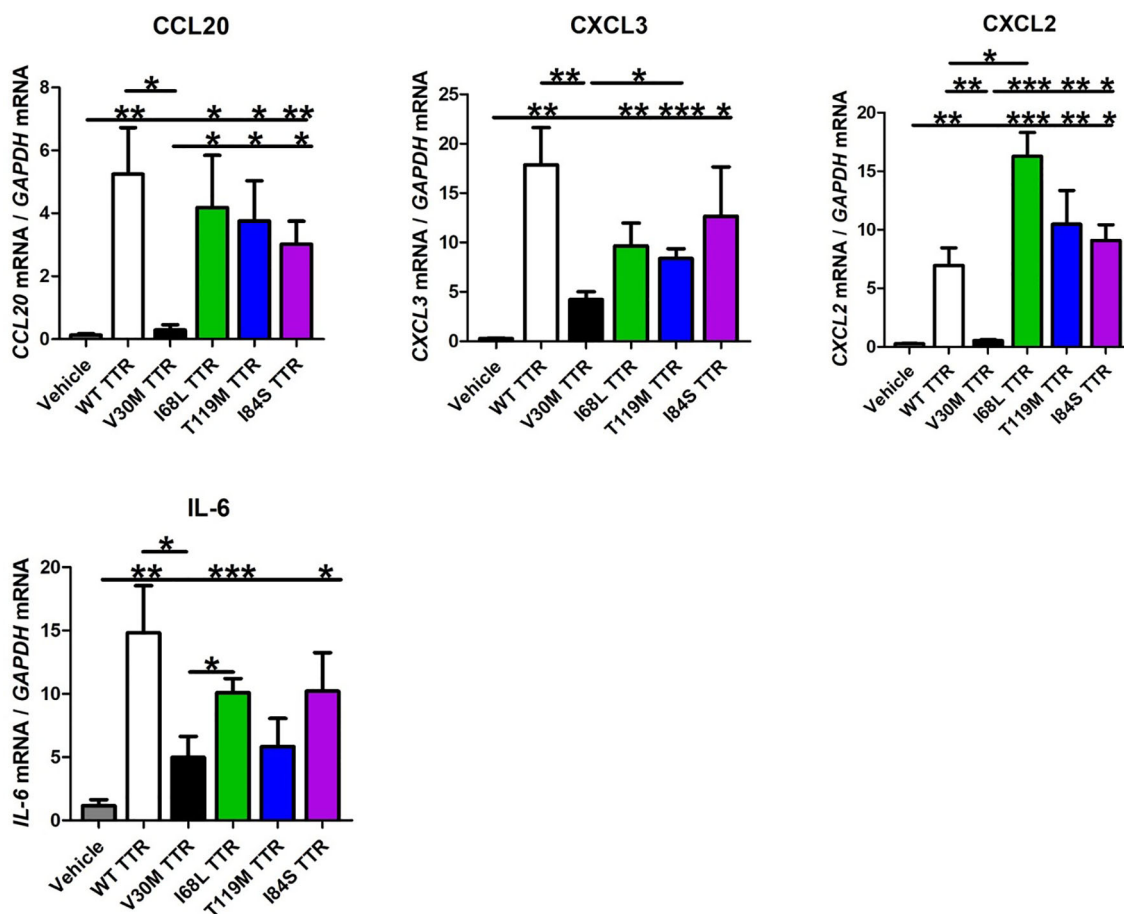 CCL20
CCL20 mRNA / GAPDH mRNA
8
6
4
2
0
*
** * * **
* * *
Vehicle
WT TTR
V30M TTR
I68L TTR
T119M TTR
I84S TTR
CXCL3
CXCL3 mRNA / GAPDH mRNA
25
20
15
10
5
0
** *
** ** *** *
Vehicle
WT TTR
V30M TTR
I68L TTR
T119M TTR
I84S TTR
CXCL2
CXCL2 mRNA / GAPDH mRNA
20
15
10
5
0
*
** *** ** *
** *** ** *
Vehicle
WT TTR
V30M TTR
I68L TTR
T119M TTR
I84S TTR
IL-6
IL-6 mRNA / GAPDH mRNA
20
15
10
5
0
*
** *** *
*
Vehicle
WT TTR
V30M TTR
I68L TTR
T119M TTR
I84S TTR